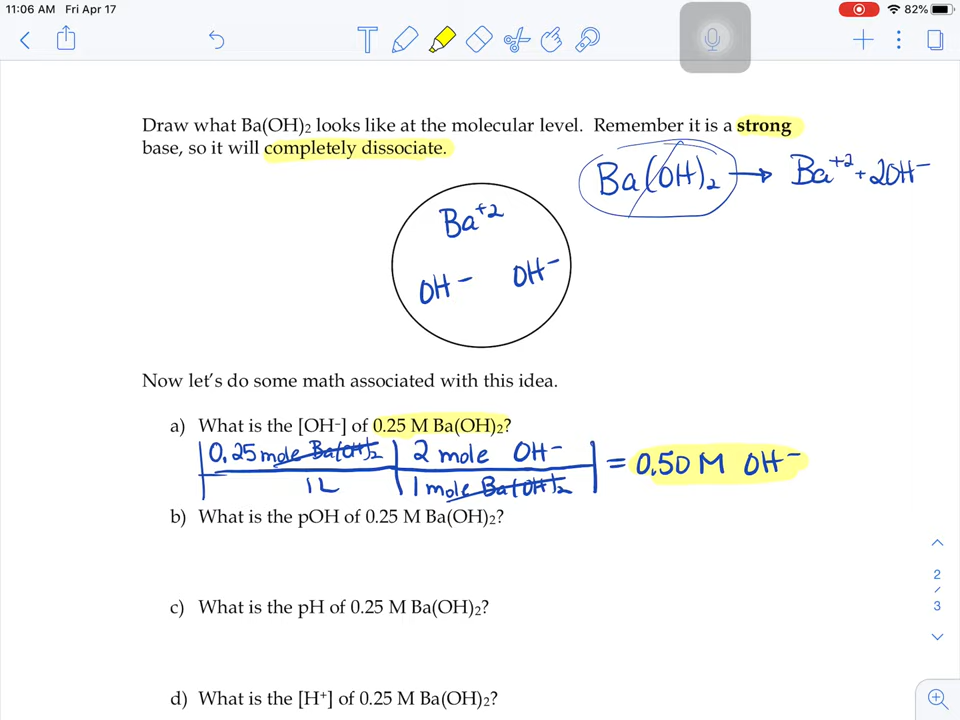 11:06 AM Fri Apr 17
82%
Draw what Ba(OH)₂ looks like at the molecular level. Remember it is a strong
base, so it will completely dissociate.
Ba(OH)₂ → Ba⁺² + 2OH⁻
Ba⁺²
OH⁻ OH⁻
Now let's do some math associated with this idea.
a) What is the [OH⁻] of 0.25 M Ba(OH)₂?
0.25 mole Ba(OH)₂ | 2 mole OH⁻ = 0.50 M OH⁻
1L | 1 mole Ba(OH)₂
b) What is the pOH of 0.25 M Ba(OH)₂?
c) What is the pH of 0.25 M Ba(OH)₂?
d) What is the [H⁺] of 0.25 M Ba(OH)₂?
2
/
3